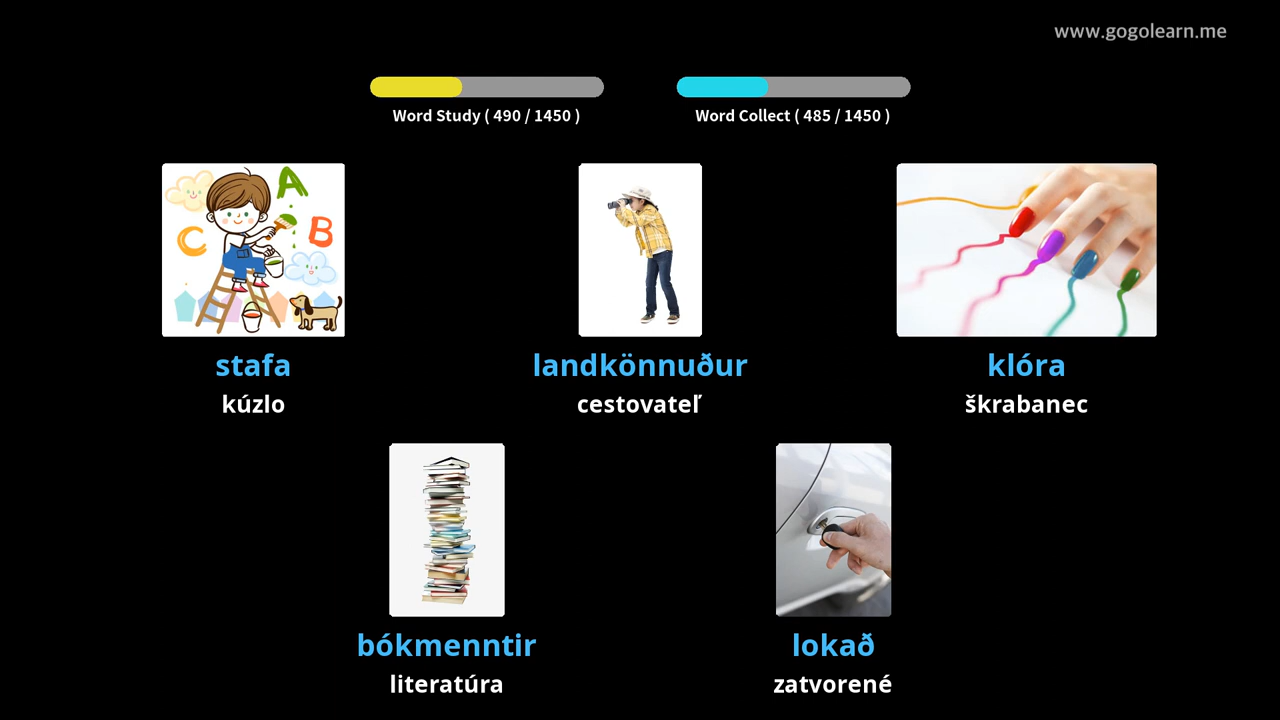 www.gogolearn.me
Word Study ( 490 / 1450 )
Word Collect ( 485 / 1450 )
A
B
C
stafa
kúzlo
landkönnuður
cestovateľ
klóra
škrabanec
bókmenntir
literatúra
lokað
zatvorené